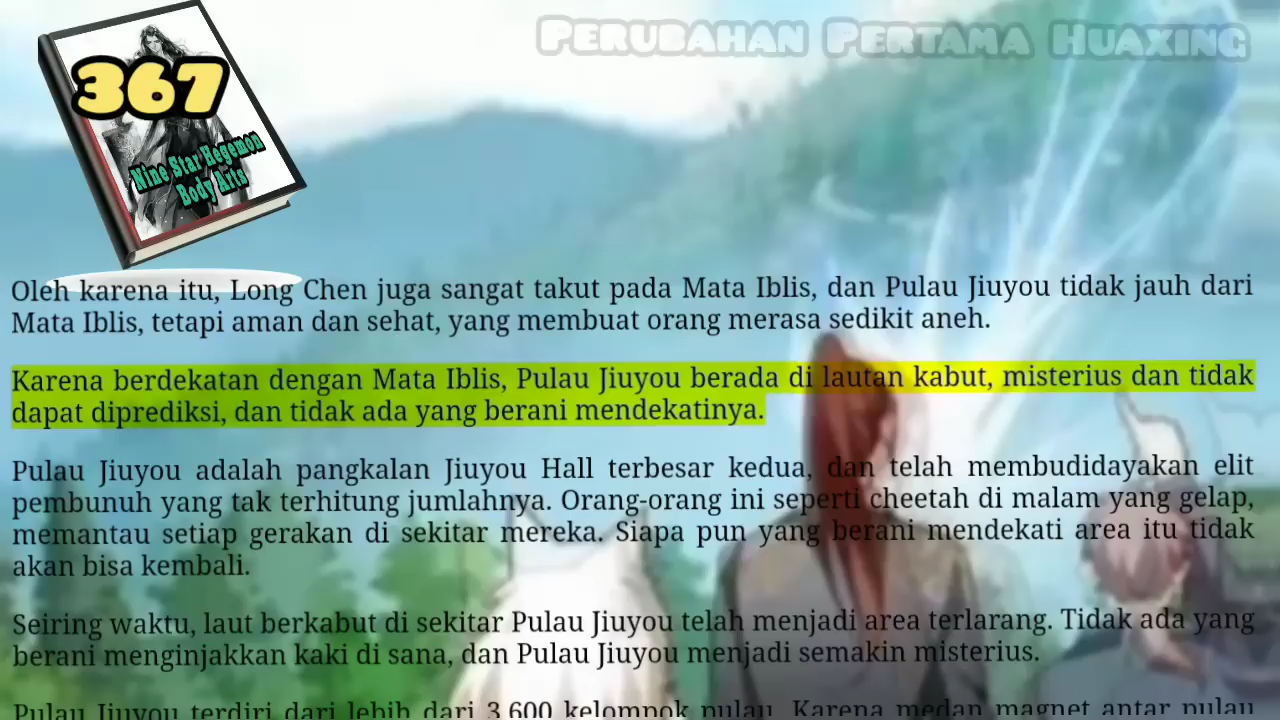 Perubahan Pertama Huaxing
367
Nine Star Hegemon
Body Arts
Oleh karena itu, Long Chen juga sangat takut pada Mata Iblis, dan Pulau Jiuyou tidak jauh dari
Mata Iblis, tetapi aman dan sehat, yang membuat orang merasa sedikit aneh.
Karena berdekatan dengan Mata Iblis, Pulau Jiuyou berada di lautan kabut, misterius dan tidak
dapat diprediksi, dan tidak ada yang berani mendekatinya.
Pulau Jiuyou adalah pangkalan Jiuyou Hall terbesar kedua, dan telah membudidayakan elit
pembunuh yang tak terhitung jumlahnya. Orang-orang ini seperti cheetah di malam yang gelap,
memantau setiap gerakan di sekitar mereka. Siapa pun yang berani mendekati area itu tidak
akan bisa kembali.
Seiring waktu, laut berkabut di sekitar Pulau Jiuyou telah menjadi area terlarang. Tidak ada yang
berani menginjakkan kaki di sana, dan Pulau Jiuyou menjadi semakin misterius.
Pulau Jiuyou terdiri dari lebih dari 3.600 kelompok pulau. Karena medan magnet antar pulau